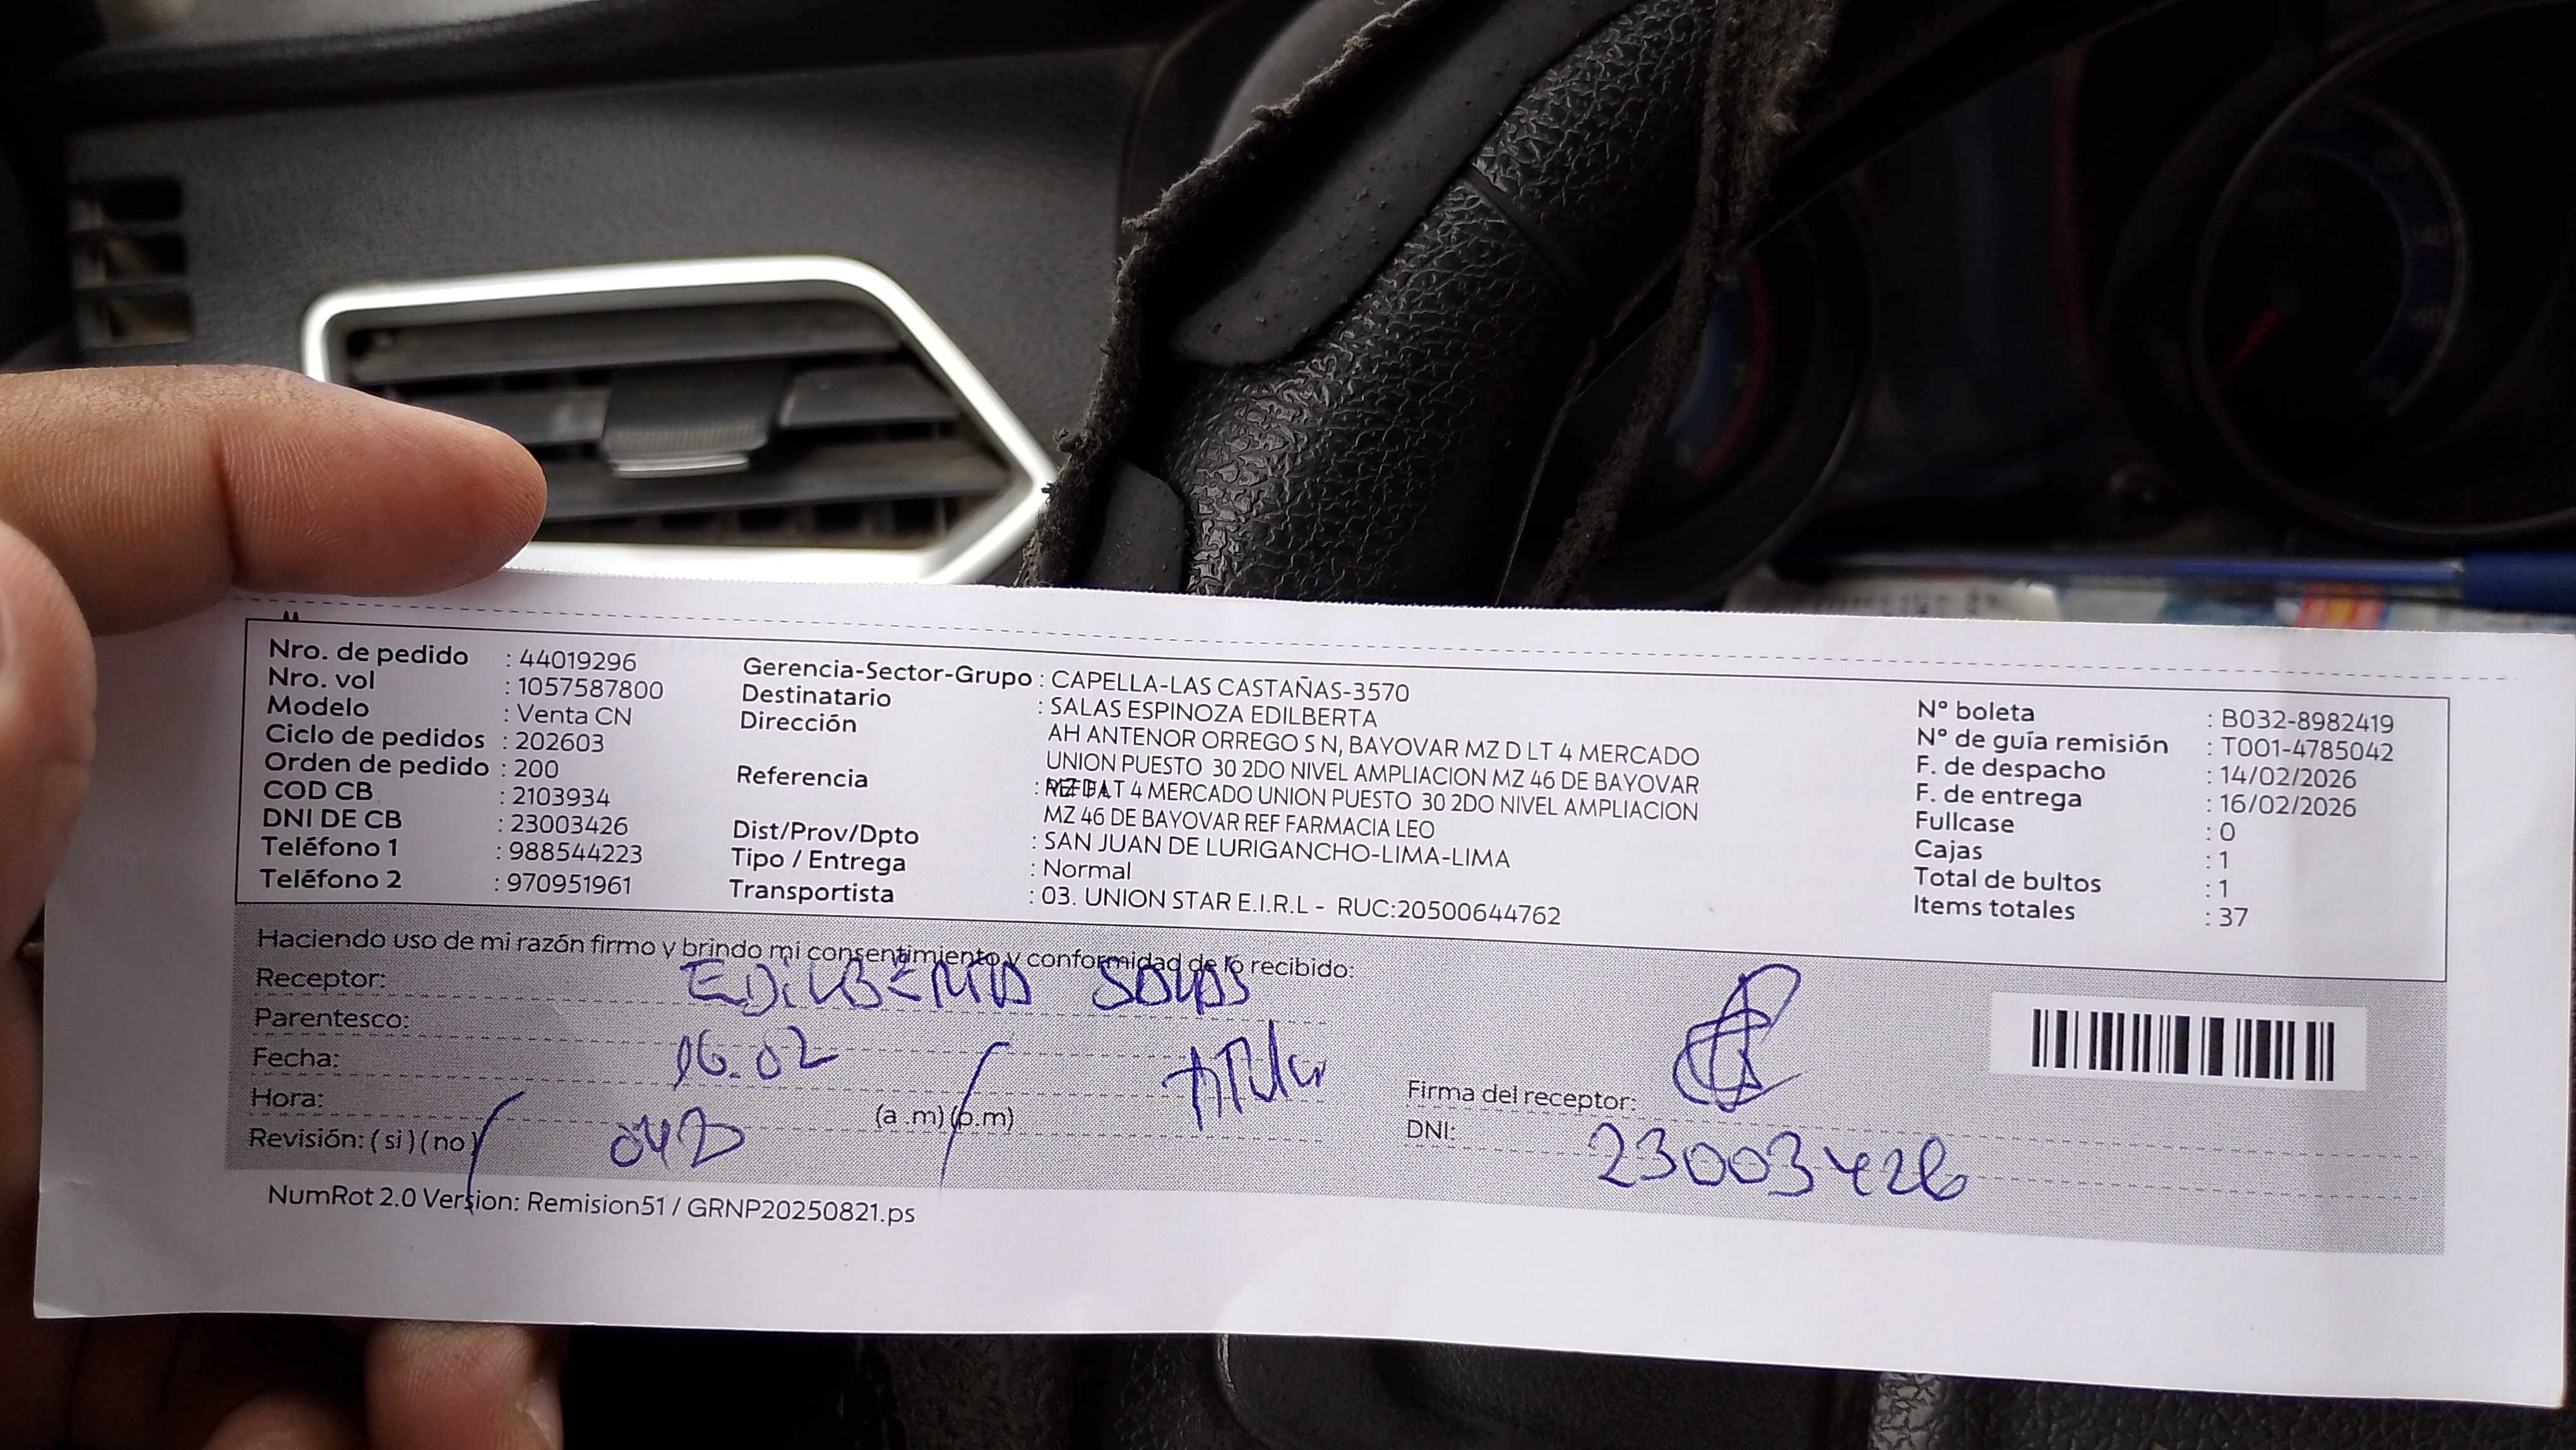 Nro. de pedido : 44019296
Nro. vol : 1057587800
Modelo : Venta CN
Ciclo de pedidos : 202603
Orden de pedido : 200
COD CB : 2103934
DNI DE CB : 23003426
Teléfono 1 : 988544223
Teléfono 2 : 970951961
Gerencia-Sector-Grupo : CAPELLA-LAS CASTAÑAS-3570
Destinatario : SALAS ESPINOZA EDILBERTA
Dirección AH ANTENOR ORREGO S N, BAYOVAR MZ D LT 4 MERCADO
UNION PUESTO 30 2DO NIVEL AMPLIACION MZ 46 DE BAYOVAR
Referencia : LT 4 MERCADO UNION PUESTO 30 2DO NIVEL AMPLIACION
MZ 46 DE BAYOVAR REF FARMACIA LEO
Dist/Prov/Dpto : SAN JUAN DE LURIGANCHO-LIMA-LIMA
Tipo / Entrega : Normal
Transportista : 03. UNION STAR E.I.R.L - RUC:20500644762
N° boleta : B032-8982419
N° de guía remisión : T001-4785042
F. de despacho : 14/02/2026
F. de entrega : 16/02/2026
Fullcase : 0
Cajas : 1
Total de bultos : 1
Items totales : 37
Haciendo uso de mi razón firmo y brindo mi consentimiento y conformidad de lo recibido:
Receptor: EDILBERTA SALAS
Parentesco:
Fecha: 16.02
Hora: (a .m) (p.m)
Revisión: ( si ) ( no )
Firma del receptor:
DNI: 23003426
NumRot 2.0 Version: Remision51 / GRNP20250821.ps